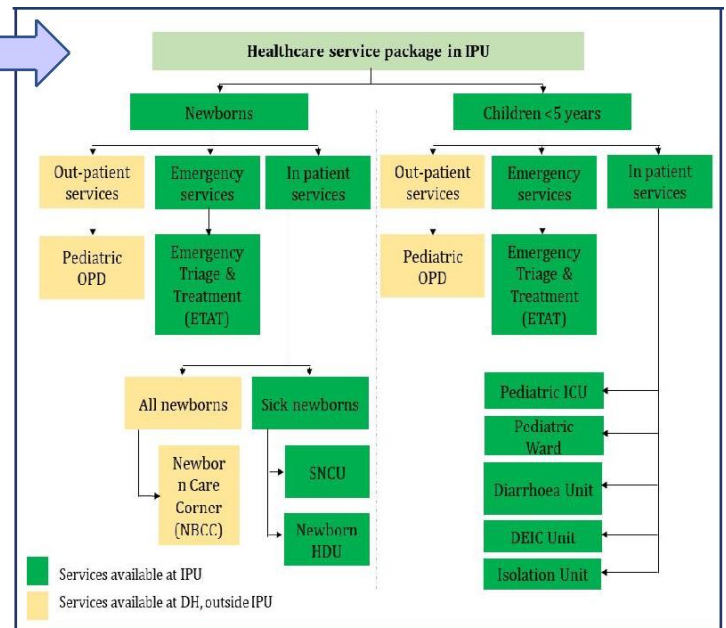 Healthcare service package in IPU
Newborns
Children <5 years
Out-patient
services
Emergency
services
In patient
services
Out-patient
services
Emergency
services
In patient
services
Pediatric
OPD
Emergency
Triage &
Treatment
(ETAT)
Pediatric
OPD
Emergency
Triage &
Treatment
(ETAT)
All newborns
Sick newborns
Newbor
n Care
Corner
(NBCC)
SNCU
Newborn
HDU
Pediatric ICU
Pediatric
Ward
Diarrhoea Unit
DEIC Unit
Isolation Unit
Services available at IPU
Services available at DH, outside IPU